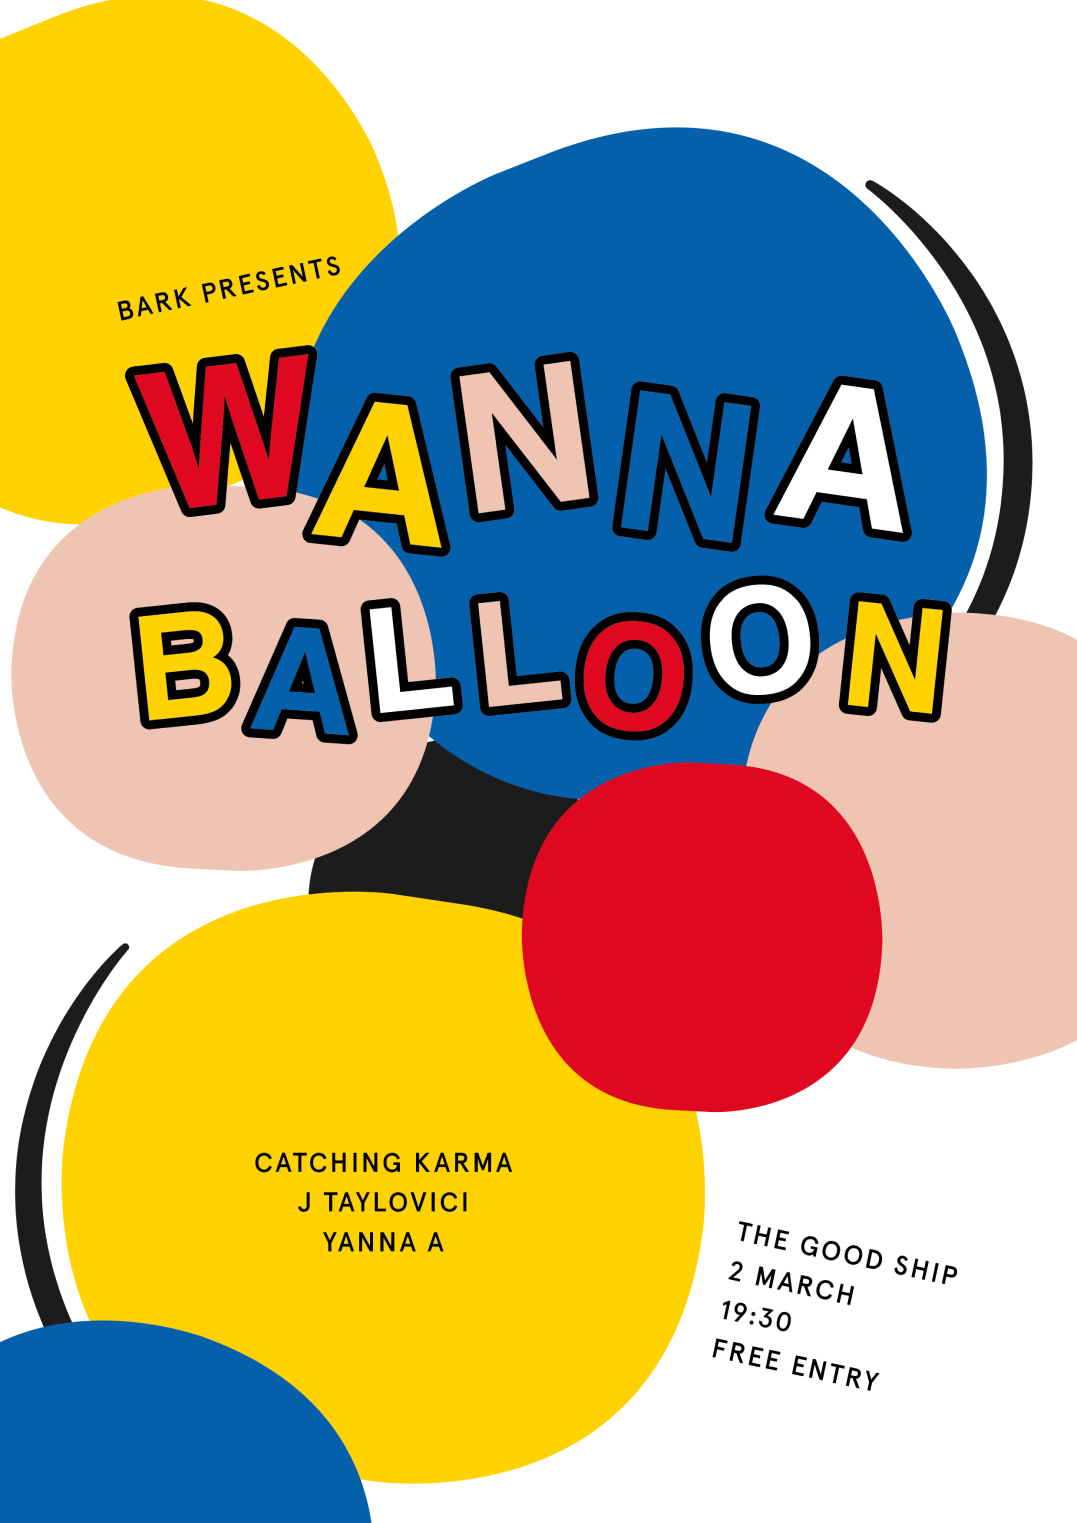 BARK PRESENTS
WANNA
BALLOON
CATCHING KARMA
J TAYLOVICI
YANNA A
THE GOOD SHIP
2 MARCH
19:30
FREE ENTRY